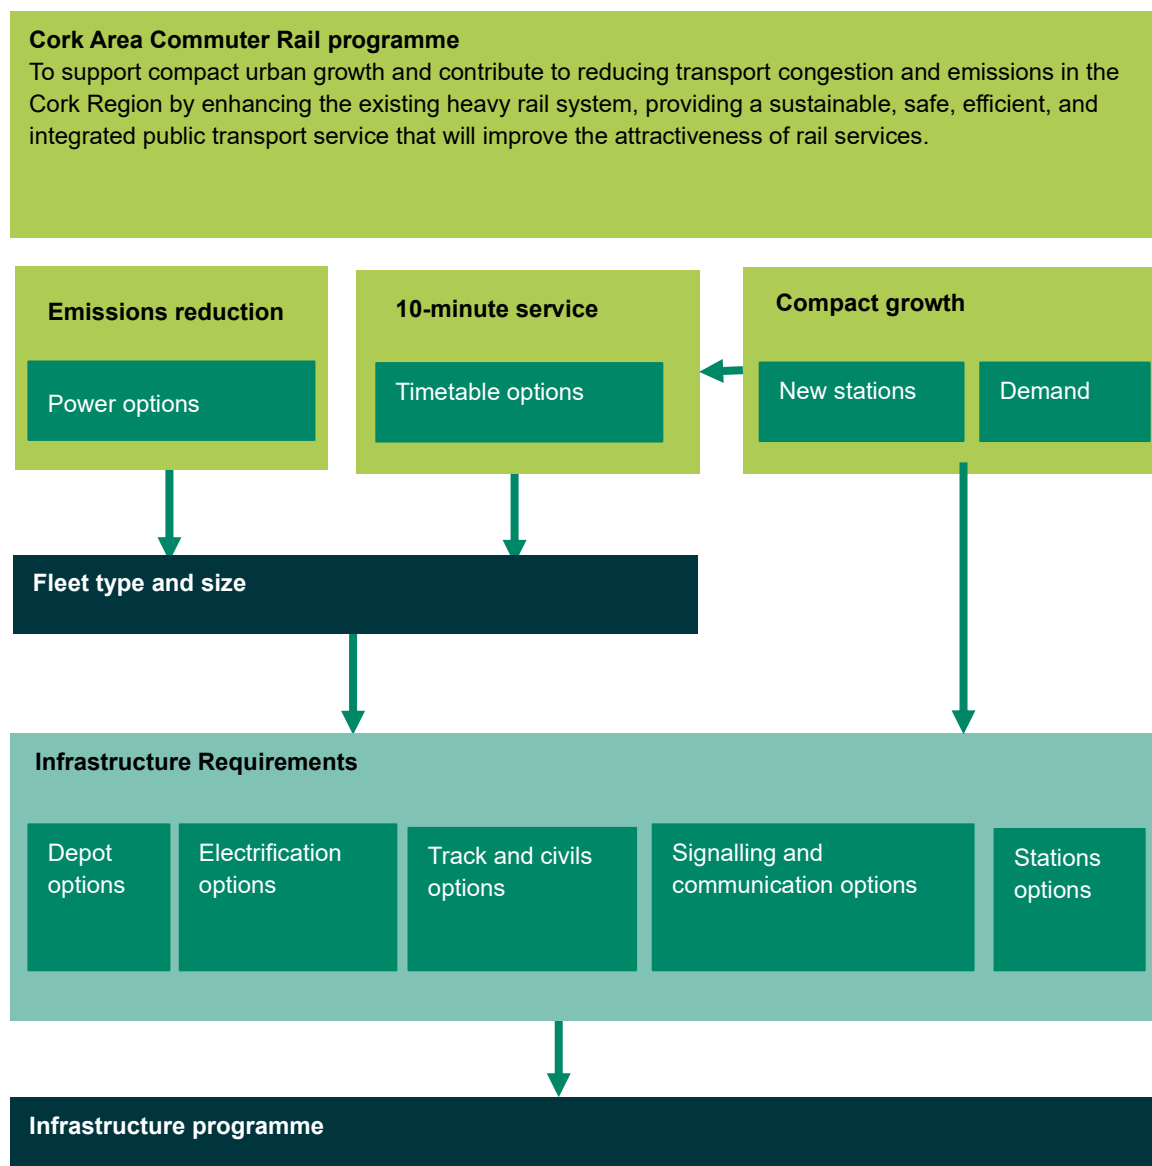 Cork Area Commuter Rail programme
To support compact urban growth and contribute to reducing transport congestion and emissions in the
Cork Region by enhancing the existing heavy rail system, providing a sustainable, safe, efficient, and
integrated public transport service that will improve the attractiveness of rail services.
Emissions reduction
Power options
10-minute service
Timetable options
Compact growth
New stations
Demand
Fleet type and size
Infrastructure Requirements
Depot
options
Electrification
options
Track and civils
options
Signalling and
communication options
Stations
options
Infrastructure programme